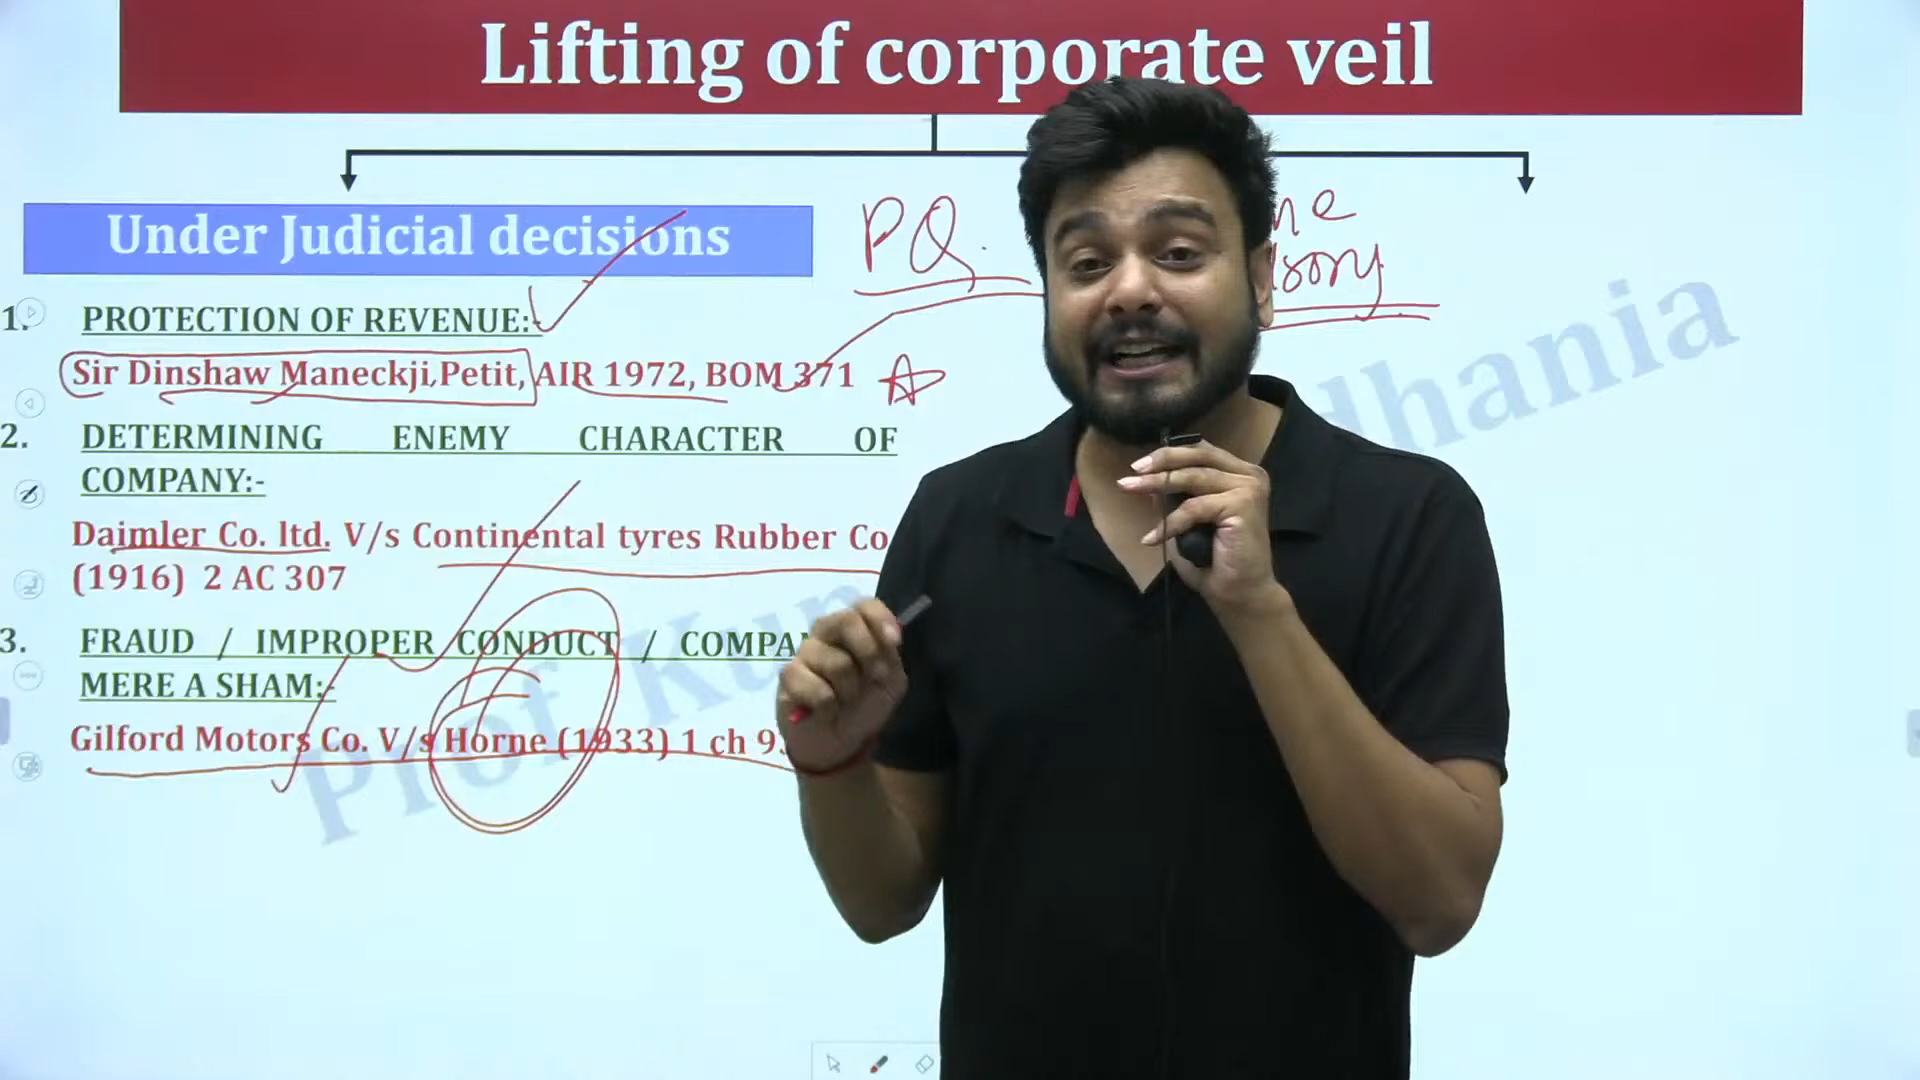 Lifting of corporate veil
Under Judicial decisions
PQ.
1. PROTECTION OF REVENUE:-
Sir Dinshaw Maneckji,Petit, AIR 1972, BOM 371
2. DETERMINING ENEMY CHARACTER OF
COMPANY:-
Daimler Co. ltd. V/s Continental tyres Rubber Co
(1916) 2 AC 307
3. FRAUD / IMPROPER CONDUCT /
MERE A SHAM:-
Gilford Motors Co. V/s Horne (1933) 1 ch
Prof